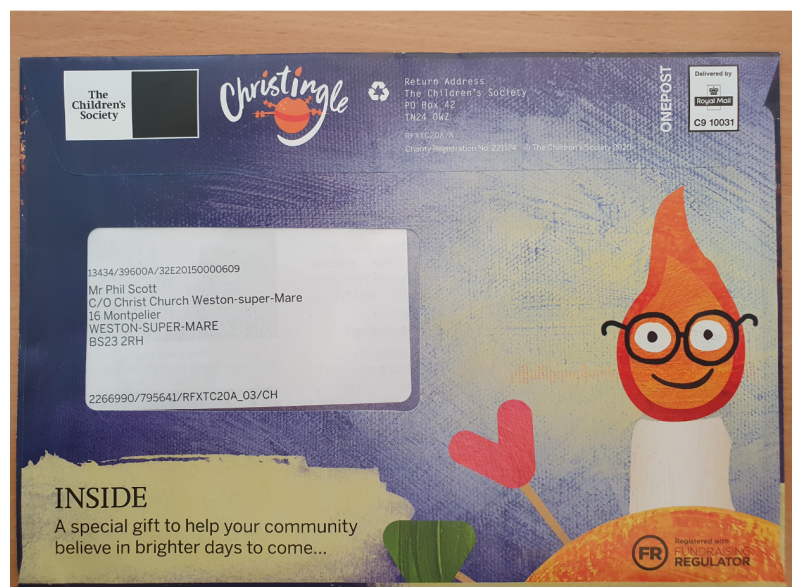 The
Children's
Society
Christingle
Return Address
The Children's Society
PO Box 42
TN24 0WZ
RFXTC20A/A
Charity Registration No. 221124 © The Children's Society 2020
ONEPOST
Delivered by
Royal Mail
C9 10031
13434/39600A/32E20150000609
Mr Phil Scott
C/O Christ Church Weston-super-Mare
16 Montpelier
WESTON-SUPER-MARE
BS23 2RH
2266990/795641/RFXTC20A_03/CH
INSIDE
A special gift to help your community
believe in brighter days to come...
FR
Registered with
FUNDRAISING
REGULATOR